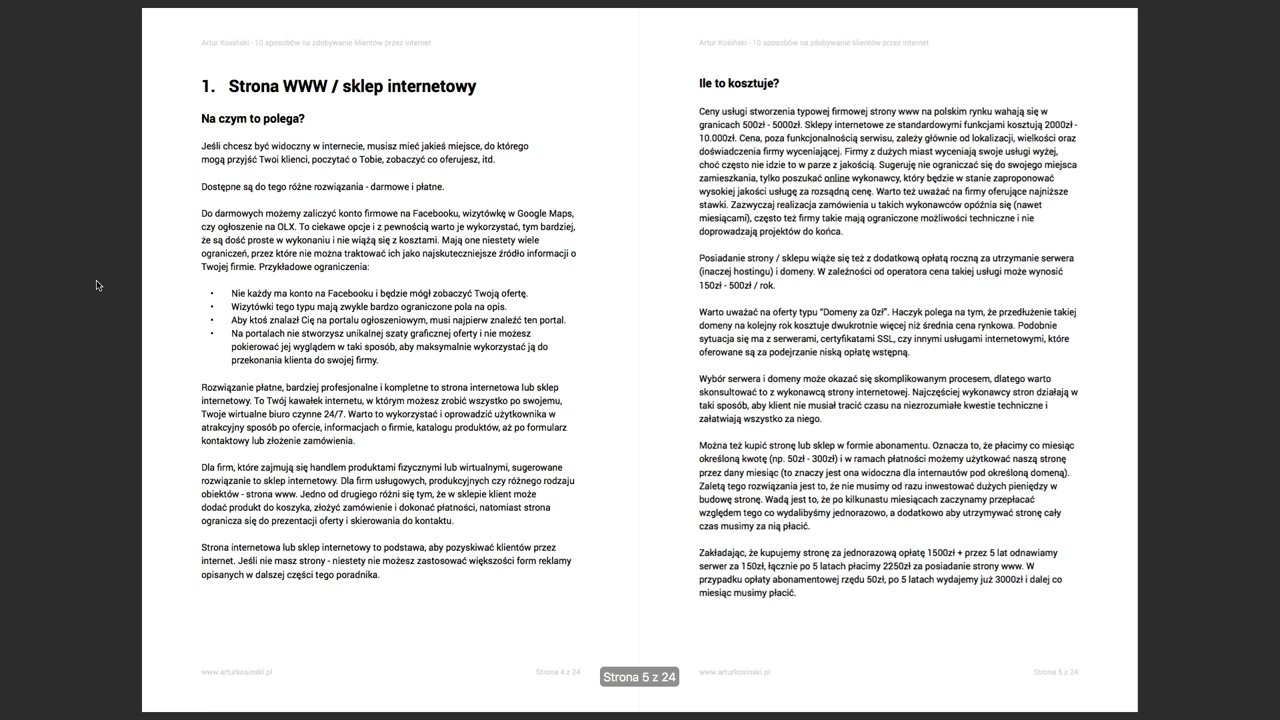 Artur Kosiński - 10 sposobów na zdobywanie klientów przez internet
1. Strona WWW / sklep internetowy
Na czym to polega?
Jeśli chcesz być widoczny w internecie, musisz mieć jakieś miejsce, do którego
mogą przyjść Twoi klienci, poczytać o Tobie, zobaczyć co oferujesz, itd.
Dostępne są do tego różne rozwiązania - darmowe i płatne.
Do darmowych możemy zaliczyć konto firmowe na Facebooku, wizytówkę w Google Maps,
czy ogłoszenie na OLX. To ciekawe opcje i z pewnością warto je wykorzystać, tym bardziej,
że są dość proste w wykonaniu i nie wiążą się z kosztami. Mają one niestety wiele
ograniczeń, przez które nie można traktować ich jako najskuteczniejsze źródło informacji o
Twojej firmie. Przykładowe ograniczenia:
• Nie każdy ma konto na Facebooku i będzie mógł zobaczyć Twoją ofertę.
• Wizytówki tego typu mają zwykle bardzo ograniczone pola na opis.
• Aby ktoś znalazł Cię na portalu ogłoszeniowym, musi najpierw znaleźć ten portal.
• Na portalach nie stworzysz unikalnej szaty graficznej oferty i nie możesz
pokierować jej wyglądem w taki sposób, aby maksymalnie wykorzystać ją do
przekonania klienta do swojej firmy.
Rozwiązanie płatne, bardziej profesjonalne i kompletne to strona internetowa lub sklep
internetowy. To Twój kawałek internetu, w którym możesz zrobić wszystko po swojemu,
Twoje wirtualne biuro czynne 24/7. Warto to wykorzystać i oprowadzić użytkownika w
atrakcyjny sposób po ofercie, informacjach o firmie, katalogu produktów, aż po formularz
kontaktowy lub złożenie zamówienia.
Dla firm, które zajmują się handlem produktami fizycznymi lub wirtualnymi, sugerowane
rozwiązanie to sklep internetowy. Dla firm usługowych, produkcyjnych czy różnego rodzaju
obiektów - strona www. Jedno od drugiego różni się tym, że w sklepie klient może
dodać produkt do koszyka, złożyć zamówienie i dokonać płatności, natomiast strona
ogranicza się do prezentacji oferty i skierowania do kontaktu.
Strona internetowa lub sklep internetowy to podstawa, aby pozyskiwać klientów przez
internet. Jeśli nie masz strony - niestety nie możesz zastosować większości form reklamy
opisanych w dalszej części tego poradnika.
www.arturkosinski.pl Strona 4 z 24
Artur Kosiński - 10 sposobów na zdobywanie klientów przez internet
Ile to kosztuje?
Ceny usługi stworzenia typowej firmowej strony www na polskim rynku wahają się w
granicach 500zł - 5000zł. Sklepy internetowe ze standardowymi funkcjami kosztują 2000zł -
10.000zł. Cena, poza funkcjonalnością serwisu, zależy głównie od lokalizacji, wielkości oraz
doświadczenia firmy wyceniającej. Firmy z dużych miast wyceniają swoje usługi wyżej,
choć często nie idzie to w parze z jakością. Sugeruję nie ograniczać się do swojego miejsca
zamieszkania, tylko poszukać online wykonawcy, który będzie w stanie zaproponować
wysokiej jakości usługę za rozsądną cenę. Warto też uważać na firmy oferujące najniższe
stawki. Zazwyczaj realizacja zamówienia u takich wykonawców opóźnia się (nawet
miesiącami), często też firmy takie mają ograniczone możliwości techniczne i nie
doprowadzają projektów do końca.
Posiadanie strony / sklepu wiąże się też z dodatkową opłatą roczną za utrzymanie serwera
(inaczej hostingu) i domeny. W zależności od operatora cena takiej usługi może wynosić
150zł - 500zł / rok.
Warto uważać na oferty typu “Domeny za 0zł”. Haczyk polega na tym, że przedłużenie takiej
domeny na kolejny rok kosztuje dwukrotnie więcej niż średnia cena rynkowa. Podobnie
sytuacja się ma z serwerami, certyfikatami SSL, czy innymi usługami internetowymi, które
oferowane są za podejrzanie niską opłatę wstępną.
Wybór serwera i domeny może okazać się skomplikowanym procesem, dlatego warto
skonsultować to z wykonawcą strony internetowej. Najczęściej wykonawcy stron działają w
taki sposób, aby klient nie musiał tracić czasu na niezrozumiałe kwestie techniczne i
załatwiają wszystko za niego.
Można też kupić stronę lub sklep w formie abonamentu. Oznacza to, że płacimy co miesiąc
określoną kwotę (np. 50zł - 300zł) i w ramach płatności możemy użytkować naszą stronę
przez dany miesiąc (to znaczy jest ona widoczna dla internautów pod określoną domeną).
Zaletą tego rozwiązania jest to, że nie musimy od razu inwestować dużych pieniędzy w
budowę stronę. Wadą jest to, że po kilkunastu miesiącach zaczynamy przepłacać
względem tego co wydalibyśmy jednorazowo, a dodatkowo aby utrzymywać stronę cały
czas musimy za nią płacić.
Zakładając, że kupujemy stronę za jednorazową opłatę 1500zł + przez 5 lat odnawiamy
serwer za 150zł, łącznie po 5 latach płacimy 2250zł za posiadanie strony www. W
przypadku opłaty abonamentowej rzędu 50zł, po 5 latach wydajemy już 3000zł i dalej co
miesiąc musimy płacić.
www.arturkosinski.pl Strona 5 z 24
Strona 5 z 24